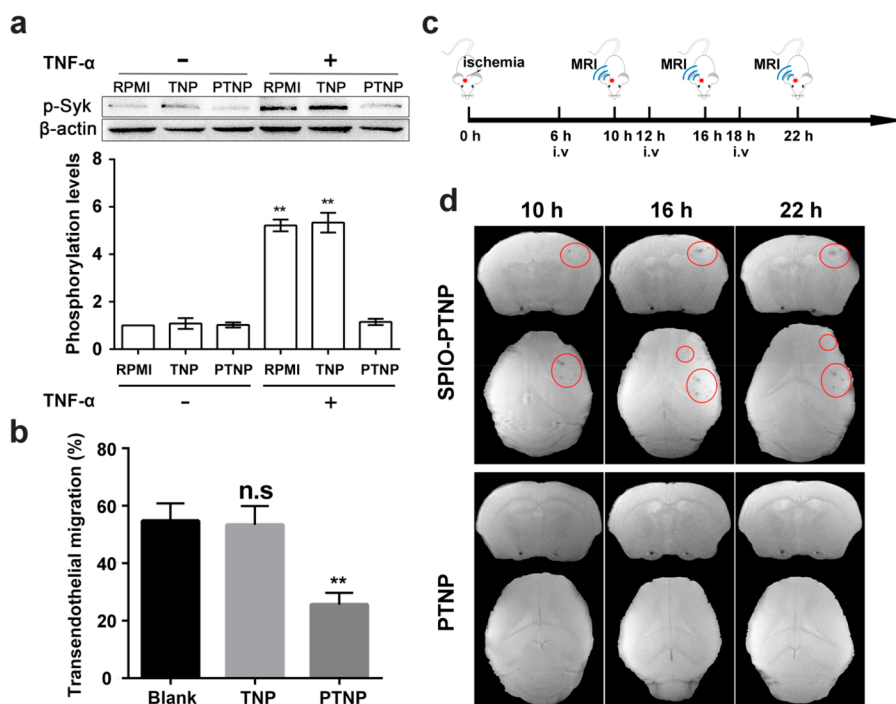 a
TNF-α − +
RPMI TNP PTNP RPMI TNP PTNP
p-Syk
β-actin
Phosphorylation levels
8
6
4
2
0
** **
RPMI TNP PTNP RPMI TNP PTNP
TNF-α − +
b
Transendothelial migration (%)
80
60
40
20
0
n.s
**
Blank TNP PTNP
c
ischemia MRI MRI MRI
0 h 6 h 10 h 12 h 16 h 18 h 22 h
i.v i.v i.v
d
10 h 16 h 22 h
SPIO-PTNP
PTNP